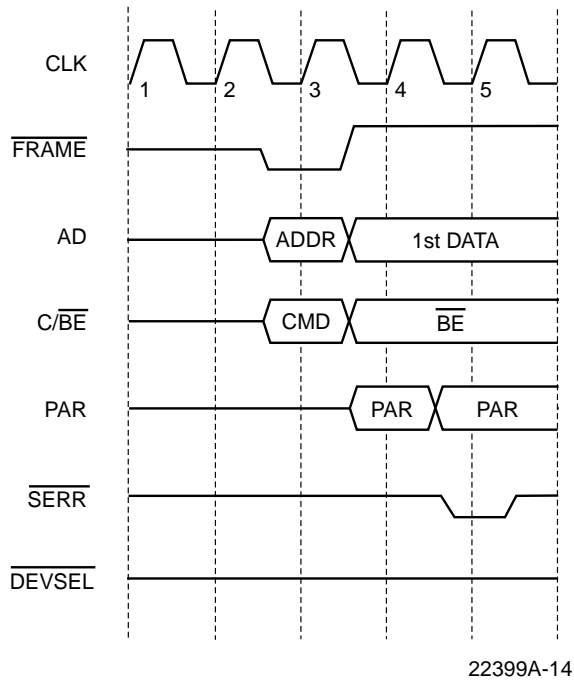 CLK
1 2 3 4 5
FRAME
AD ADDR 1st DATA
C/BE CMD BE
PAR PAR PAR
SERR
DEVSEL
22399A-14